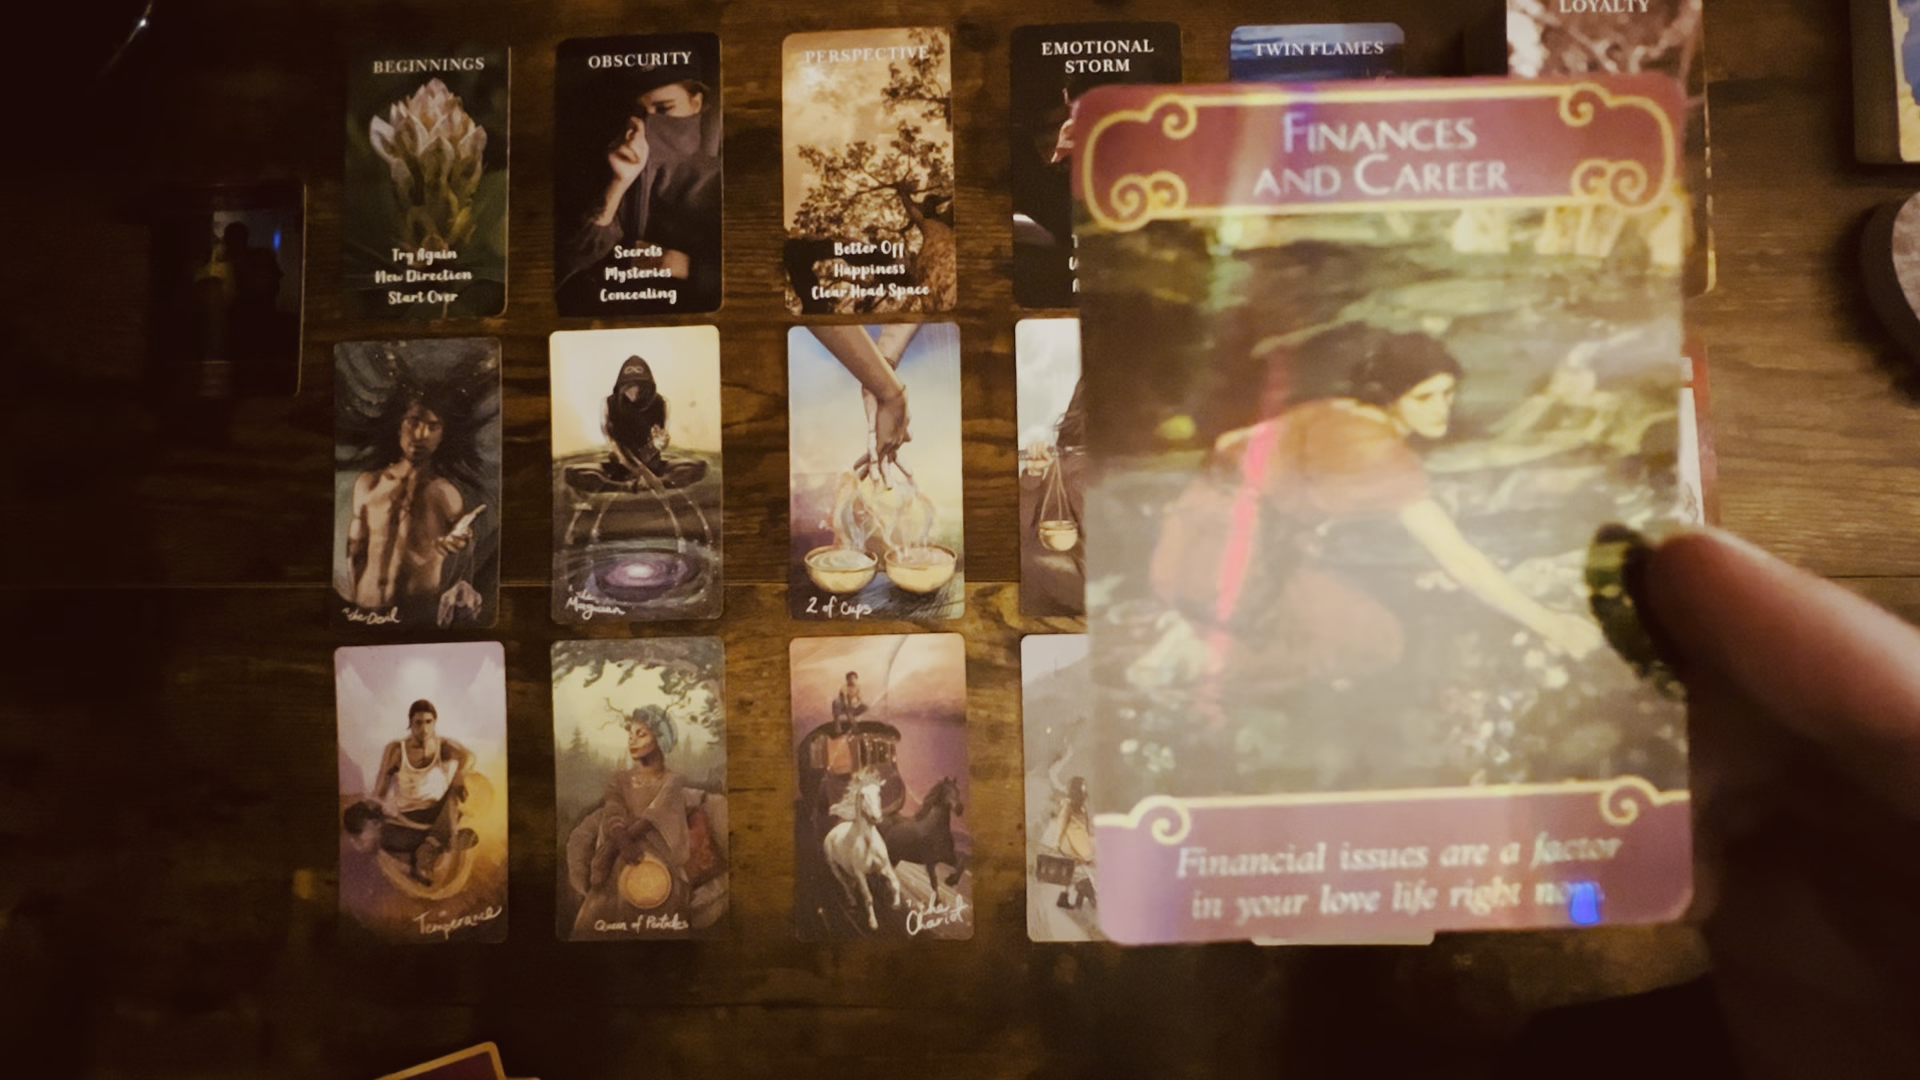 BEGINNINGS
Try Again
New Direction
Start Over
OBSCURITY
Secrets
Mysteries
Concealing
PERSPECTIVE
Better Off
Happiness
Clear Head Space
EMOTIONAL
STORM
TWIN FLAMES
LOYALTY
FINANCES
AND CAREER
Financial issues are a factor
in your love life right now.
the Devil
the
Magician
2 of Cups
Temperance
Queen of Pentacles
the
Chariot